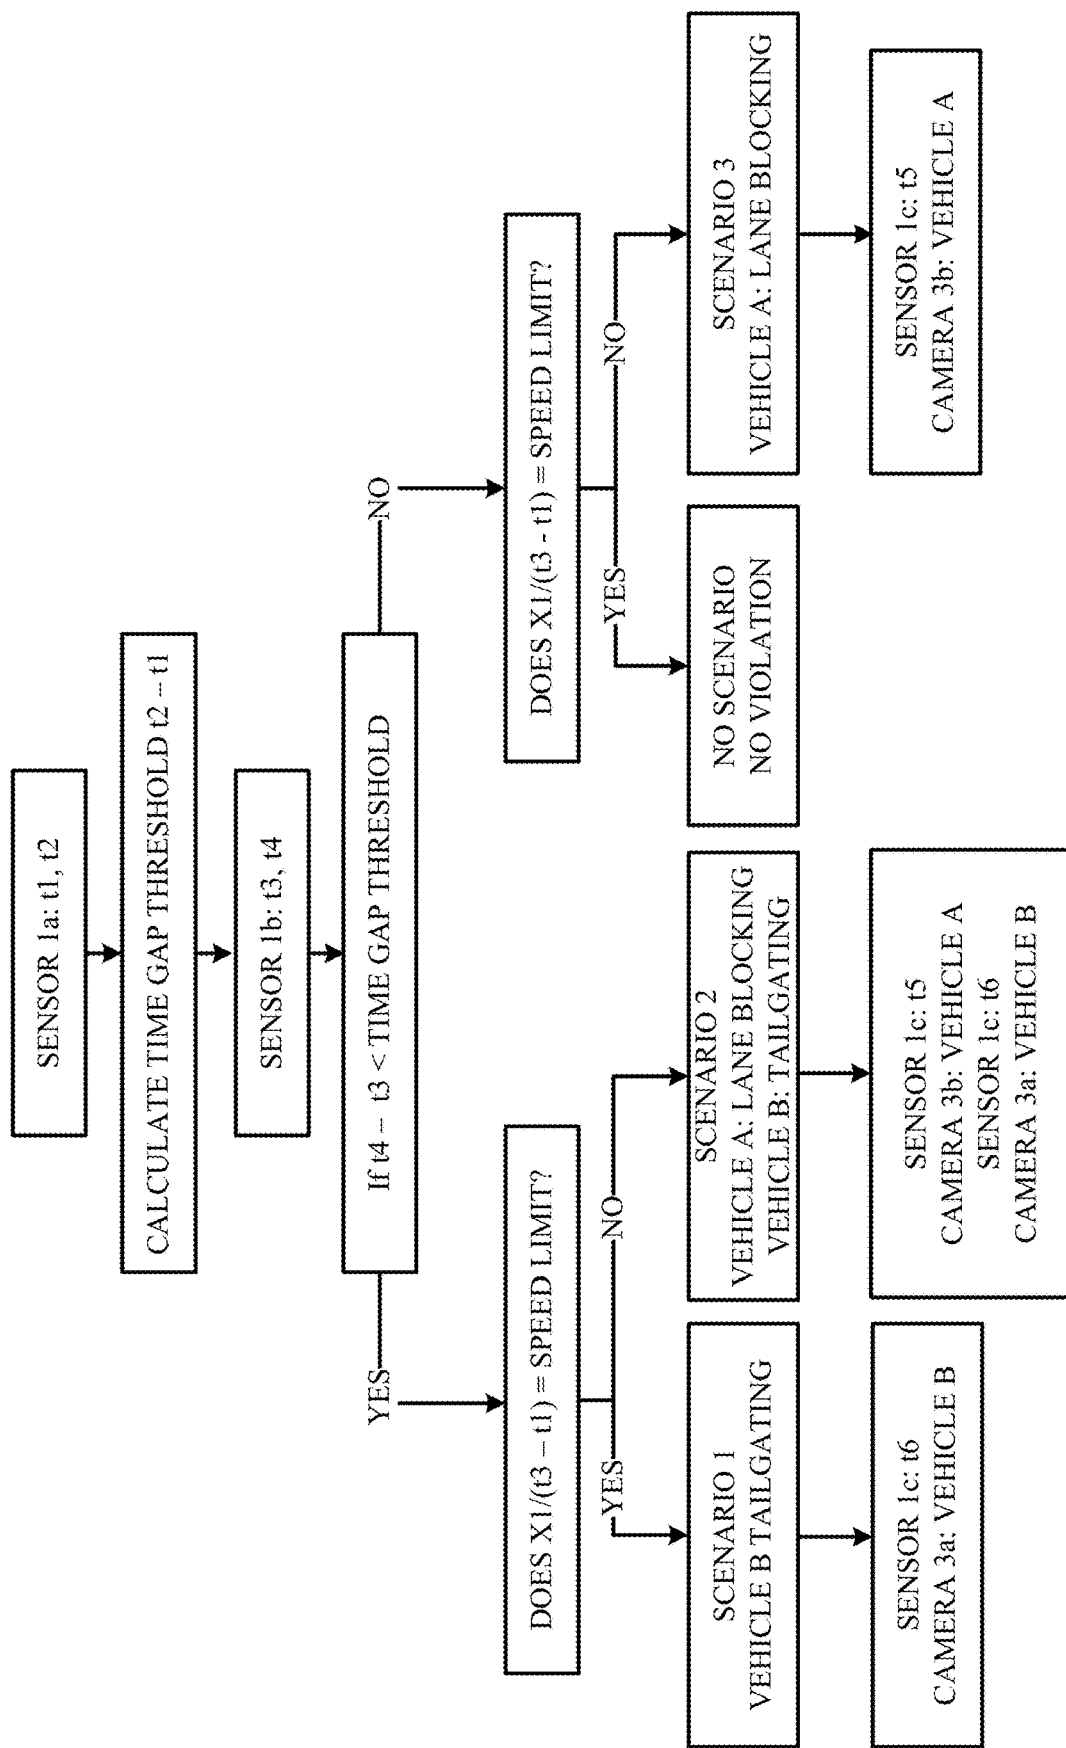 SENSOR 1a: t1, t2
CALCULATE TIME GAP THRESHOLD t2 – t1
SENSOR 1b: t3, t4
If t4 – t3 < TIME GAP THRESHOLD
YES
NO
DOES X1/(t3 – t1) = SPEED LIMIT?
DOES X1/(t3 - t1) = SPEED LIMIT?
YES
NO
YES
NO
SCENARIO 1
VEHICLE B TAILGATING
SCENARIO 2
VEHICLE A: LANE BLOCKING
VEHICLE B: TAILGATING
NO SCENARIO
NO VIOLATION
SCENARIO 3
VEHICLE A: LANE BLOCKING
SENSOR 1c: t6
CAMERA 3a: VEHICLE B
SENSOR 1c: t5
CAMERA 3b: VEHICLE A
SENSOR 1c: t6
CAMERA 3a: VEHICLE B
SENSOR 1c: t5
CAMERA 3b: VEHICLE A